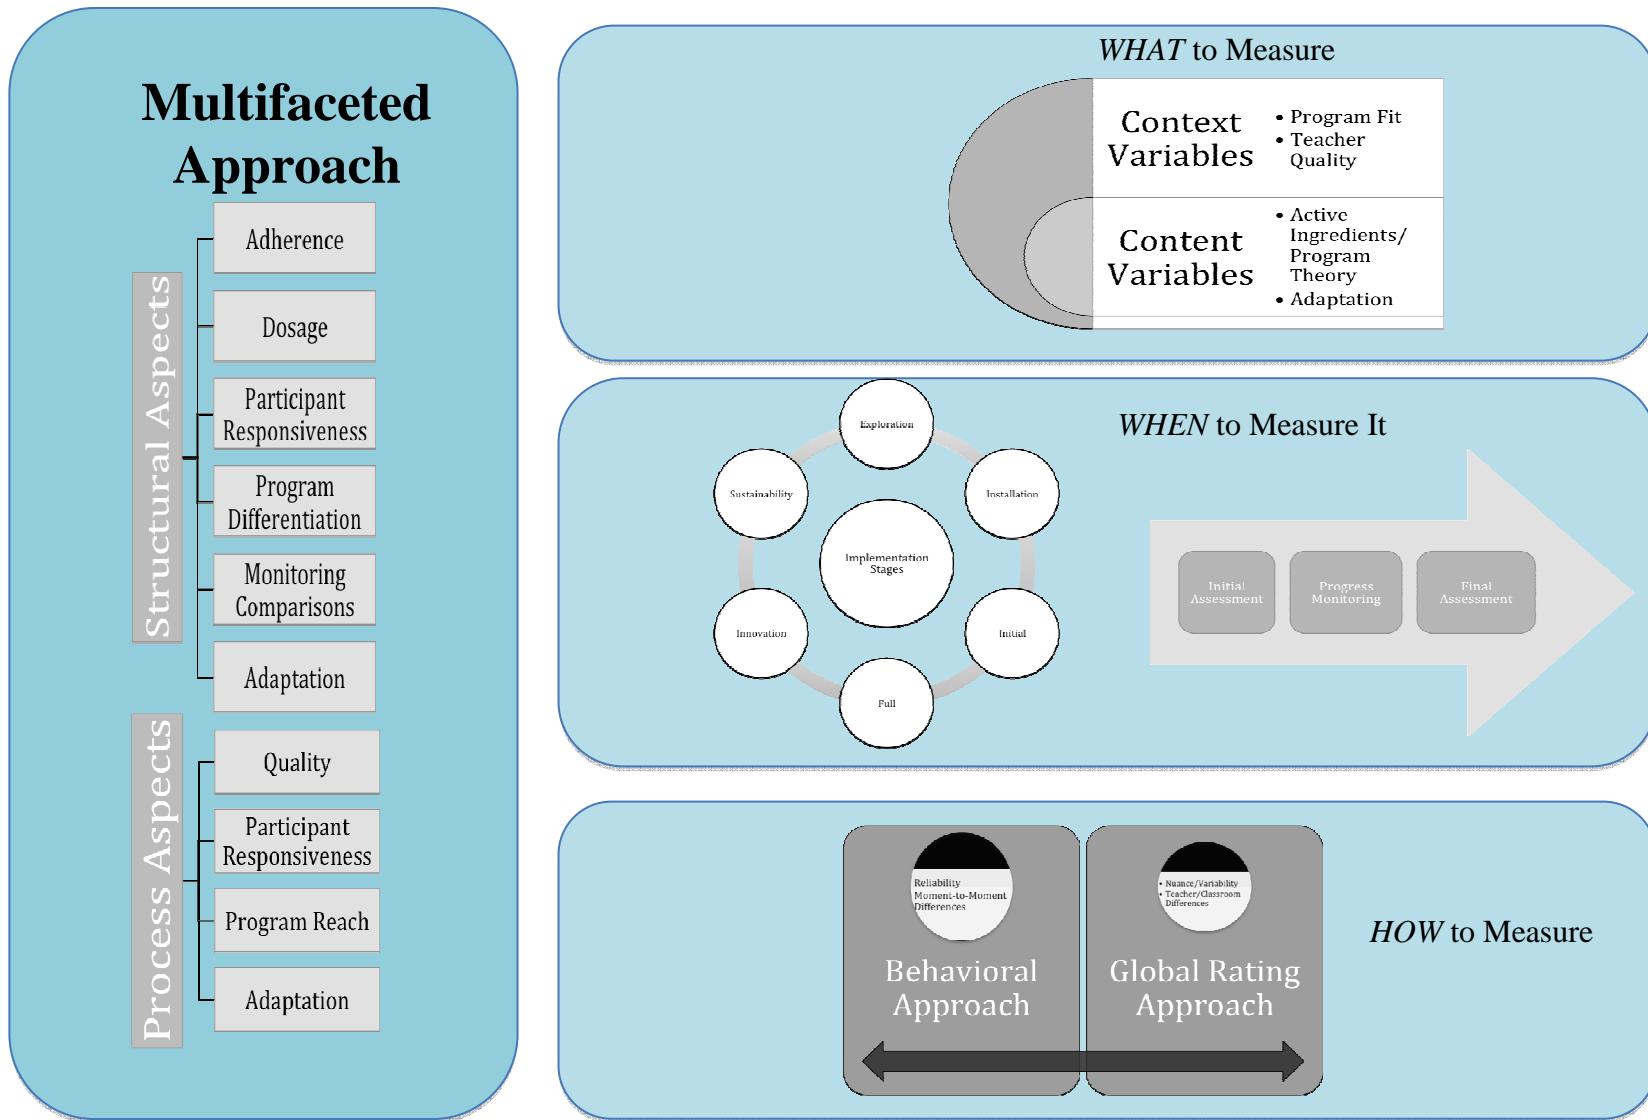 Multifaceted
Approach
Structural Aspects
Adherence
Dosage
Participant
Responsiveness
Program
Differentiation
Monitoring
Comparisons
Adaptation
Process Aspects
Quality
Participant
Responsiveness
Program Reach
Adaptation
WHAT to Measure
Context
Variables
• Program Fit
• Teacher
Quality
Content
Variables
• Active
Ingredients/
Program
Theory
• Adaptation
WHEN to Measure It
Exploration
Installation
Initial
Full
Innovation
Sustainability
Implementation
Stages
Initial
Assessment
Progress
Monitoring
Final
Assessment
HOW to Measure
Reliability
Moment-to-Moment
Differences
Behavioral
Approach
• Nuance/Variability
• Teacher/Classroom
Differences
Global Rating
Approach